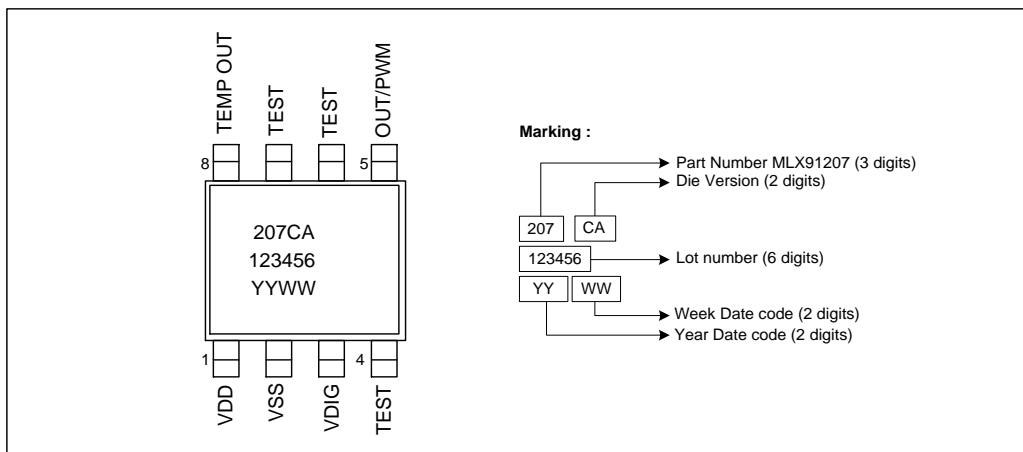 TEMP OUT
TEST
TEST
OUT/PWM
8
5
207CA
123456
YYWW
1
4
VDD
VSS
VDIG
TEST
Marking :
Part Number MLX91207 (3 digits)
Die Version (2 digits)
207 CA
123456
Lot number (6 digits)
YY WW
Week Date code (2 digits)
Year Date code (2 digits)